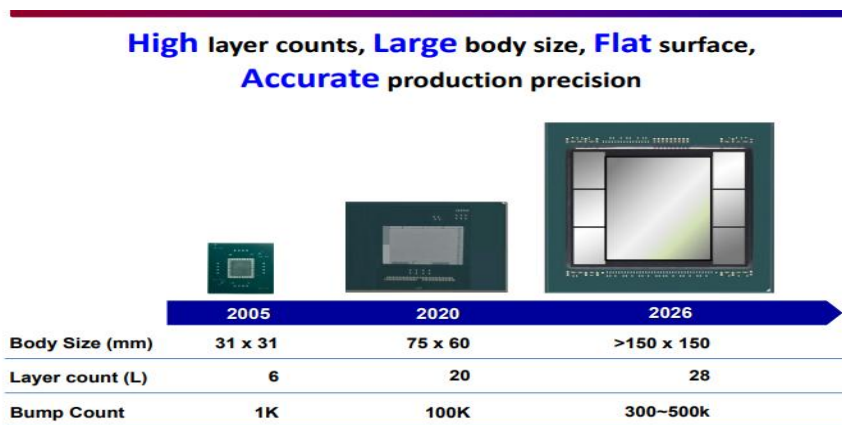 High layer counts, Large body size, Flat surface,
Accurate production precision
2005 2020 2026
Body Size (mm) 31 x 31 75 x 60 >150 x 150
Layer count (L) 6 20 28
Bump Count 1K 100K 300~500k